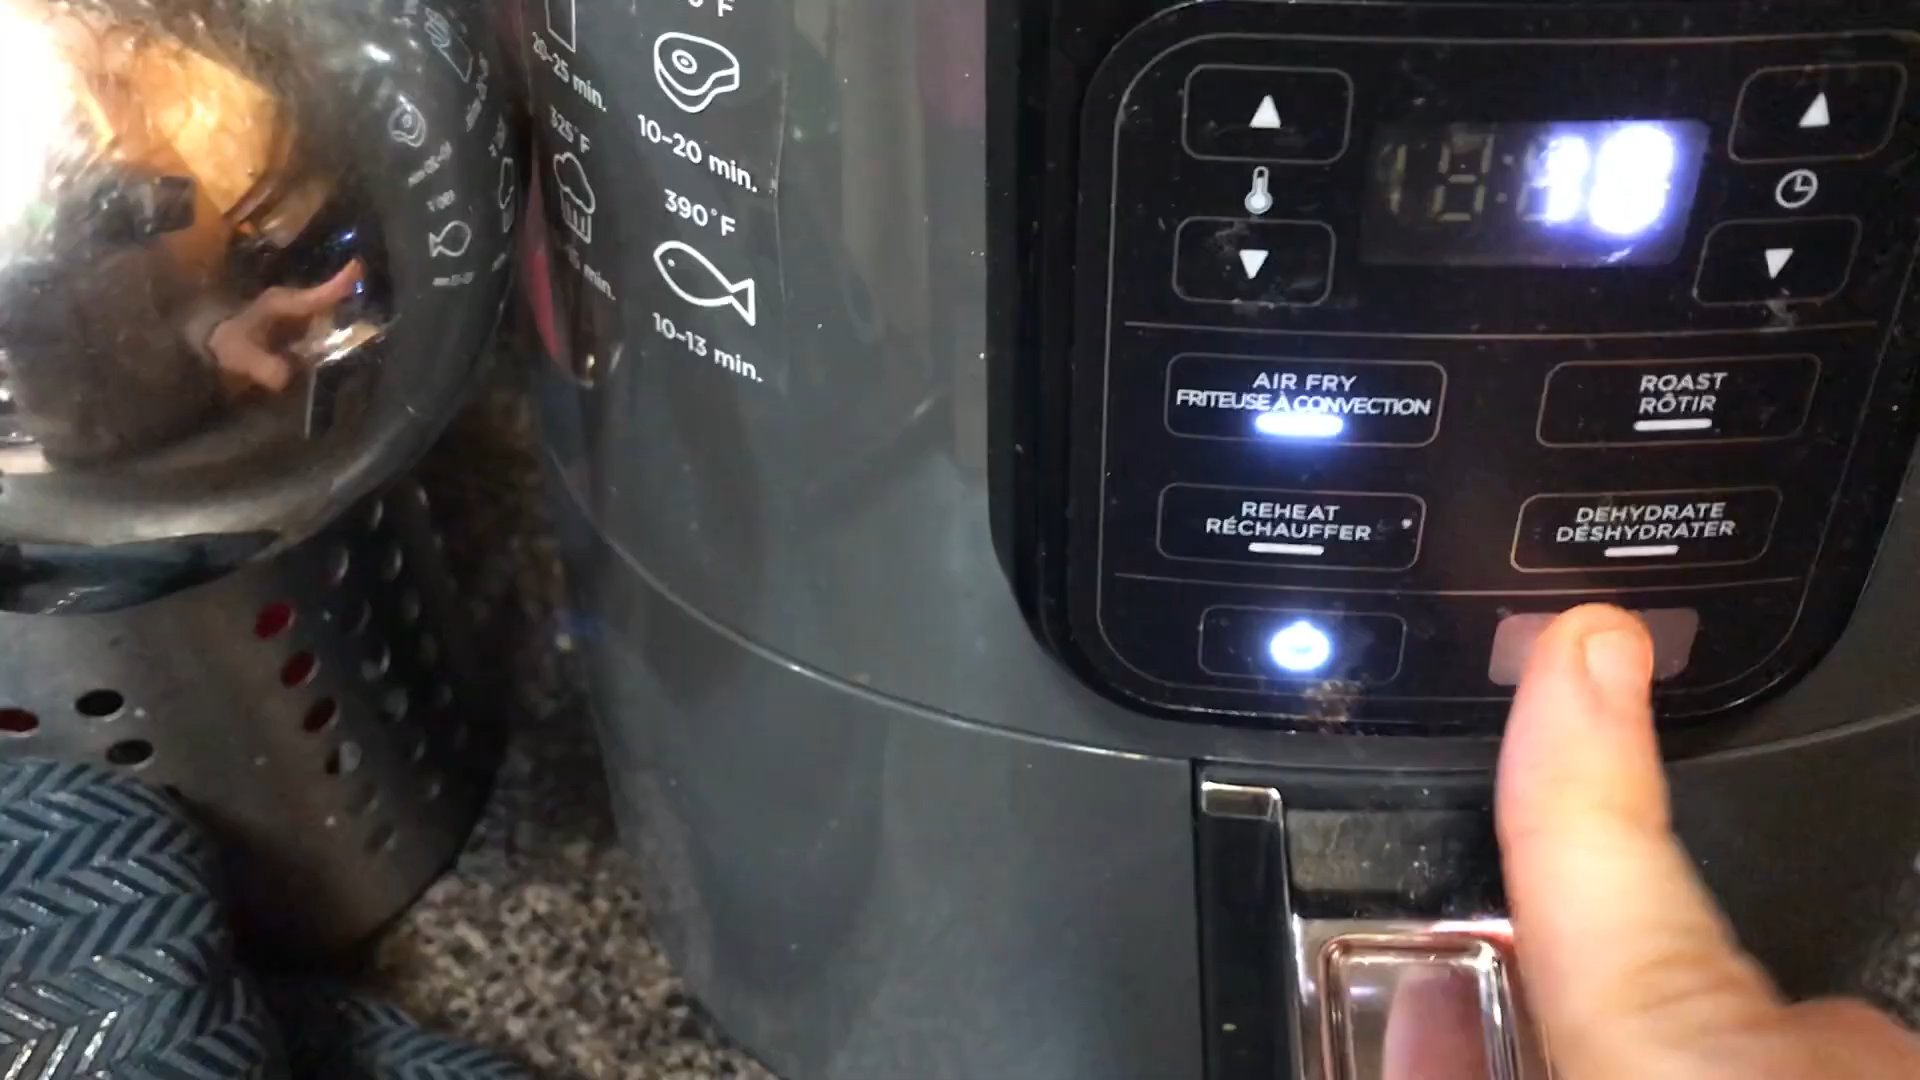 20-25 min.
10-20 min.
325°F
390°F
10-13 min.
AIR FRY
FRITEUSE À CONVECTION
ROAST
RÔTIR
REHEAT
RÉCHAUFFER
DEHYDRATE
DÉSHYDRATER